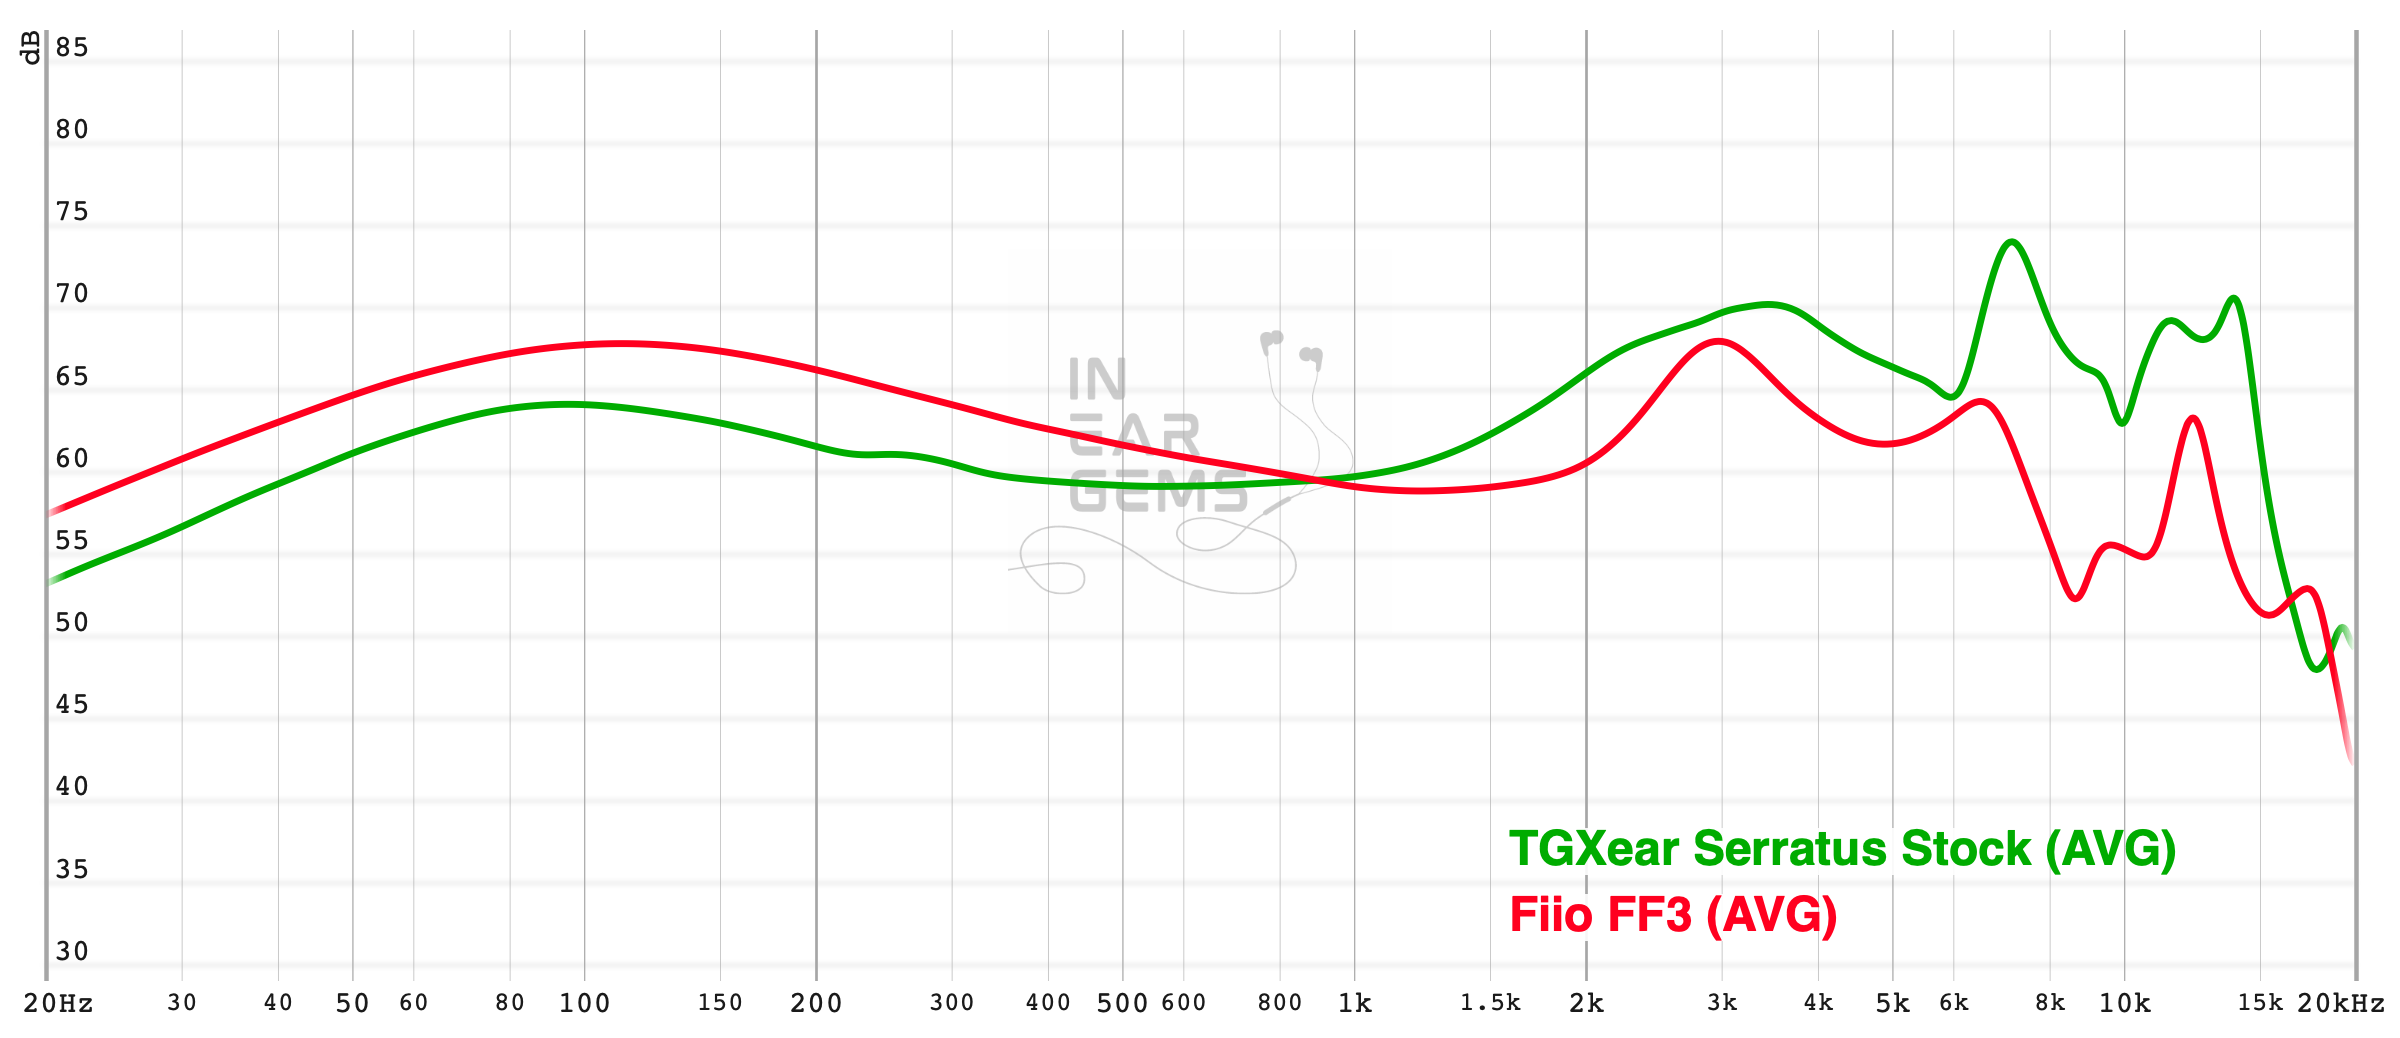 dB
85
80
75
70
65
60
55
50
45
40
35
30
IN
EAR
GEMS
TGXear Serratus Stock (AVG)
Fiio FF3 (AVG)
20Hz 30 40 50 60 80 100 150 200 300 400 500 600 800 1k 1.5k 2k 3k 4k 5k 6k 8k 10k 15k 20kHz